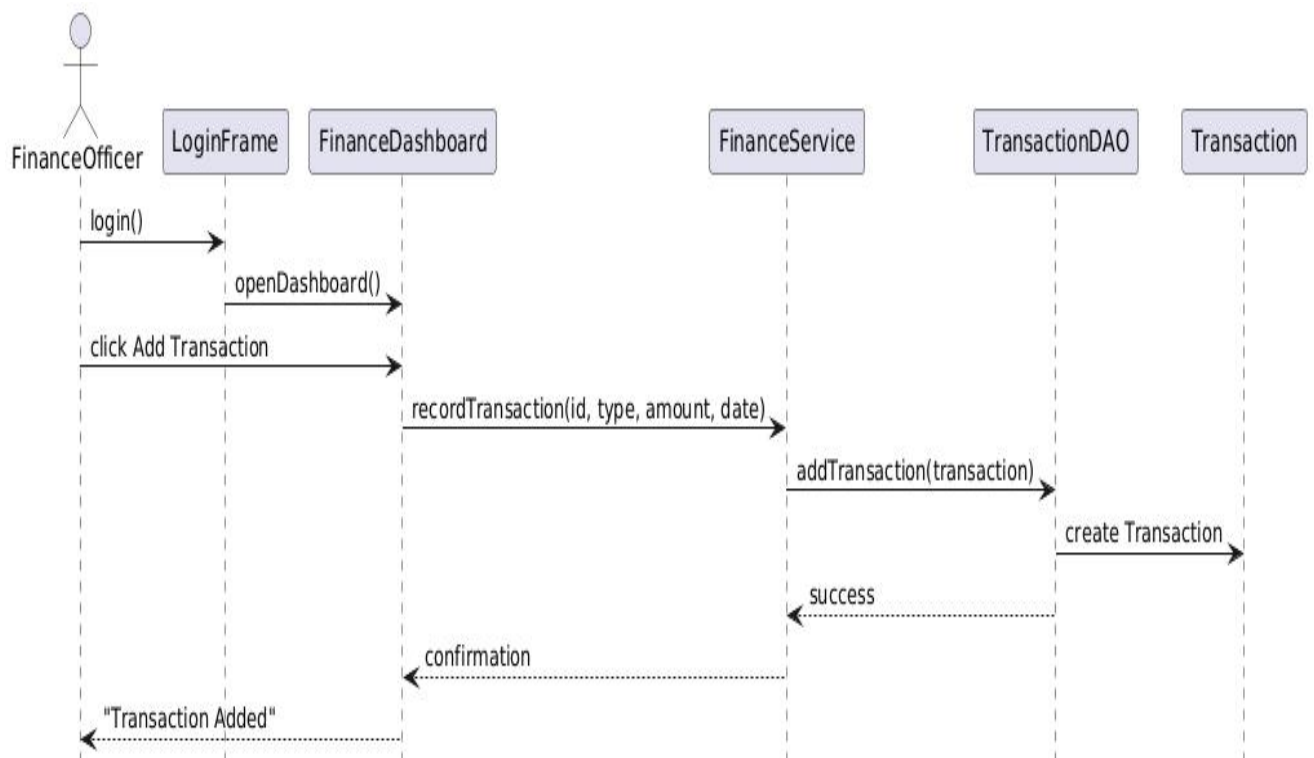 FinanceOfficer
LoginFrame
FinanceDashboard
FinanceService
TransactionDAO
Transaction
login()
openDashboard()
click Add Transaction
recordTransaction(id, type, amount, date)
addTransaction(transaction)
create Transaction
success
confirmation
"Transaction Added"